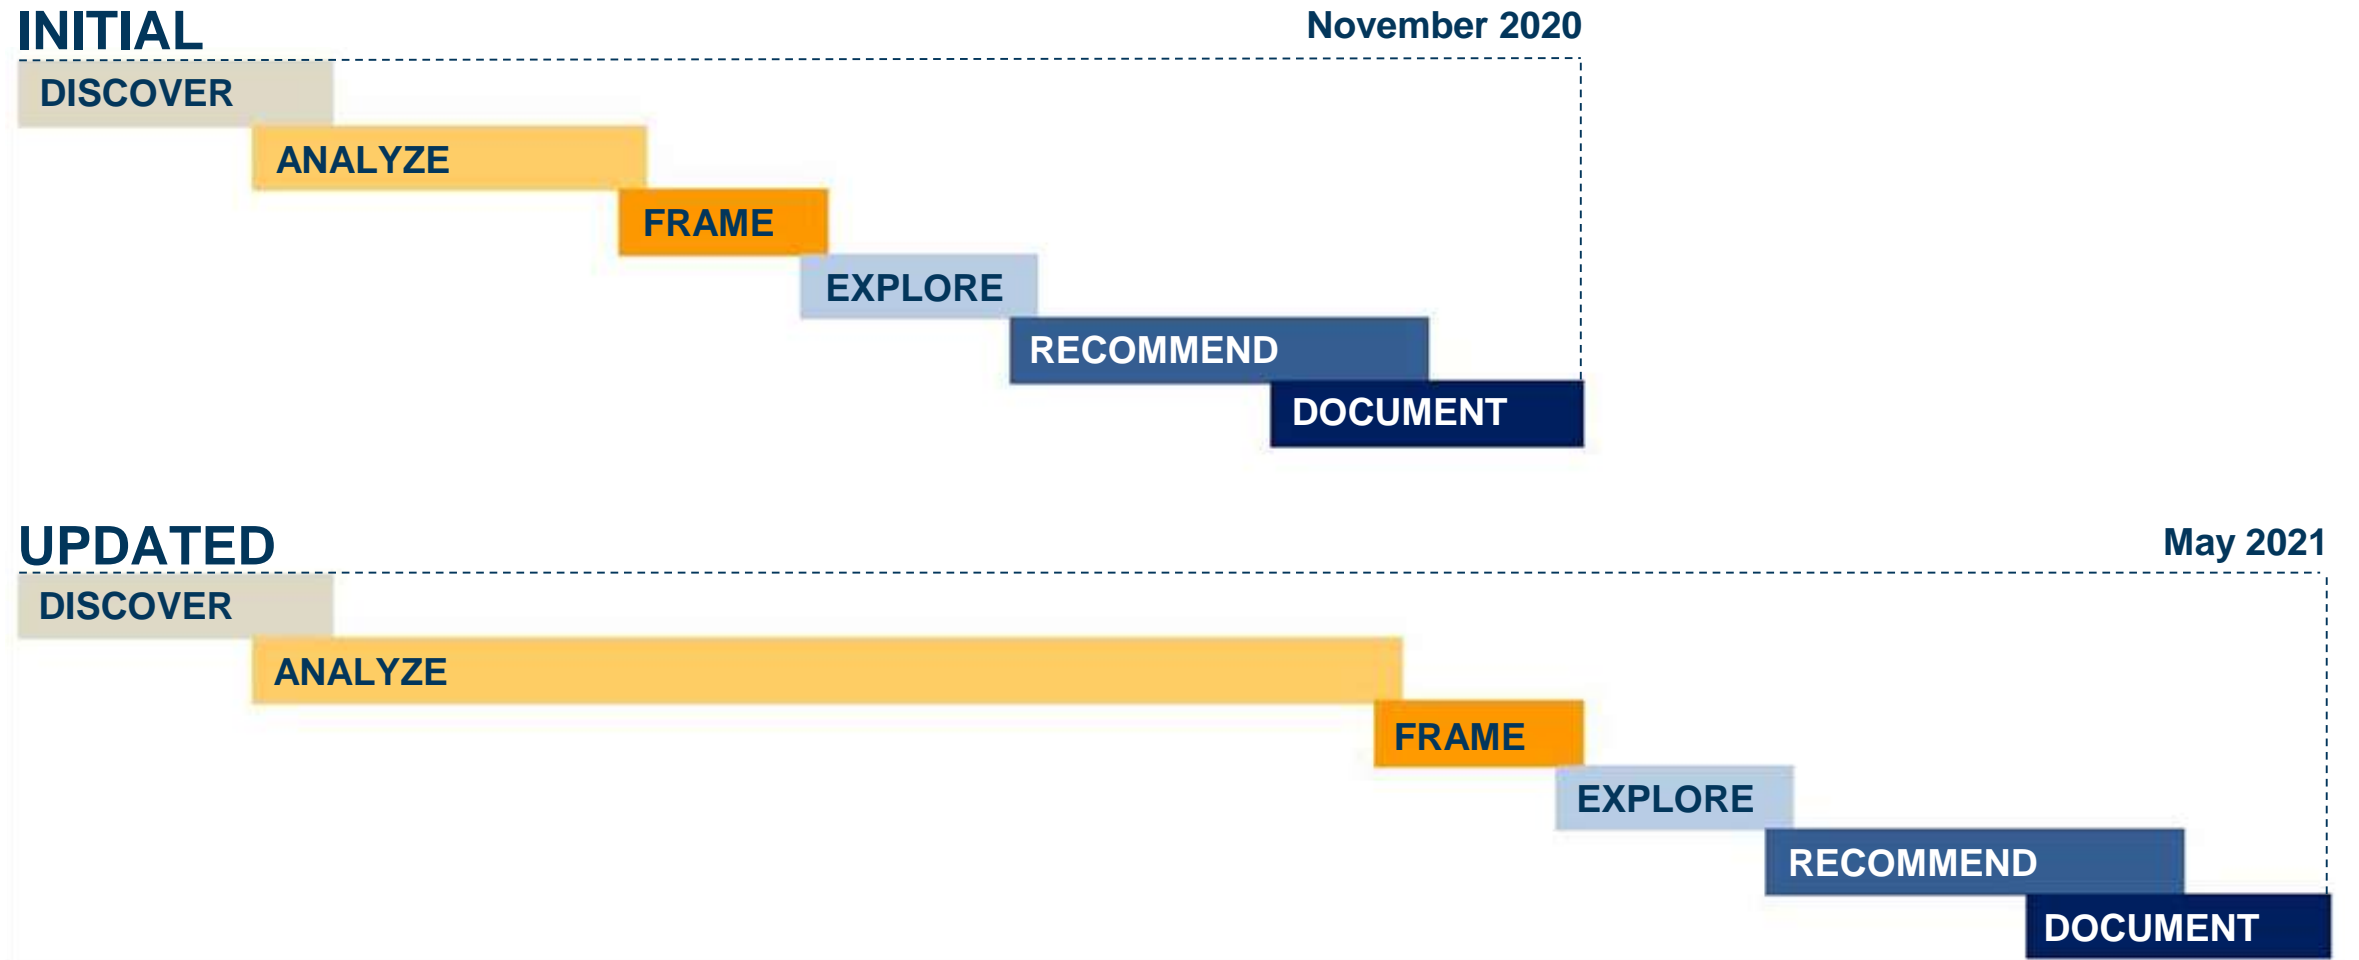 INITIAL
November 2020
DISCOVER
ANALYZE
FRAME
EXPLORE
RECOMMEND
DOCUMENT
UPDATED
May 2021
DISCOVER
ANALYZE
FRAME
EXPLORE
RECOMMEND
DOCUMENT